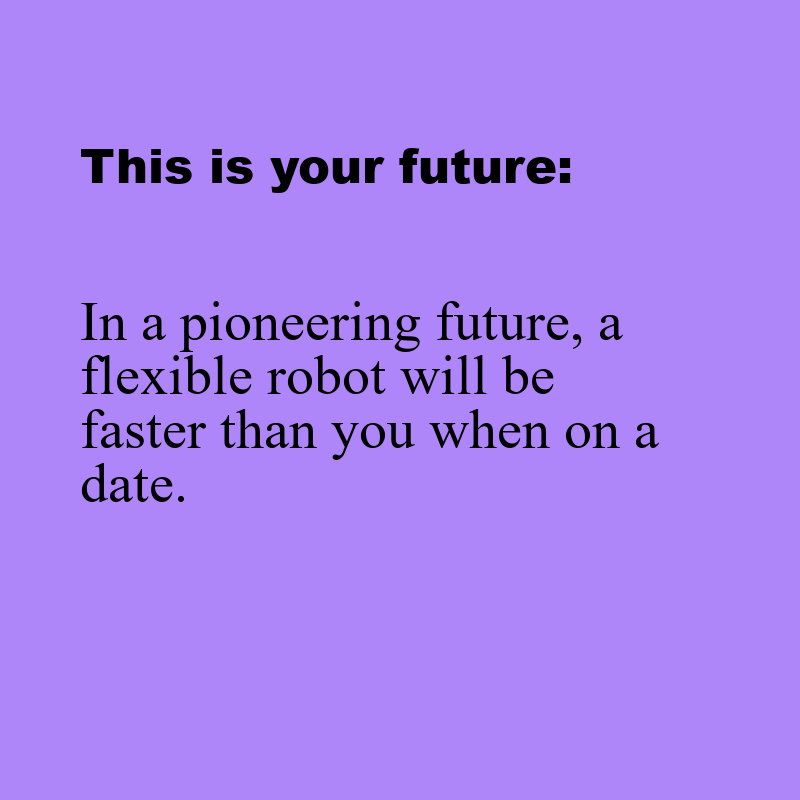 This is your future:
In a pioneering future, a
flexible robot will be
faster than you when on a
date.